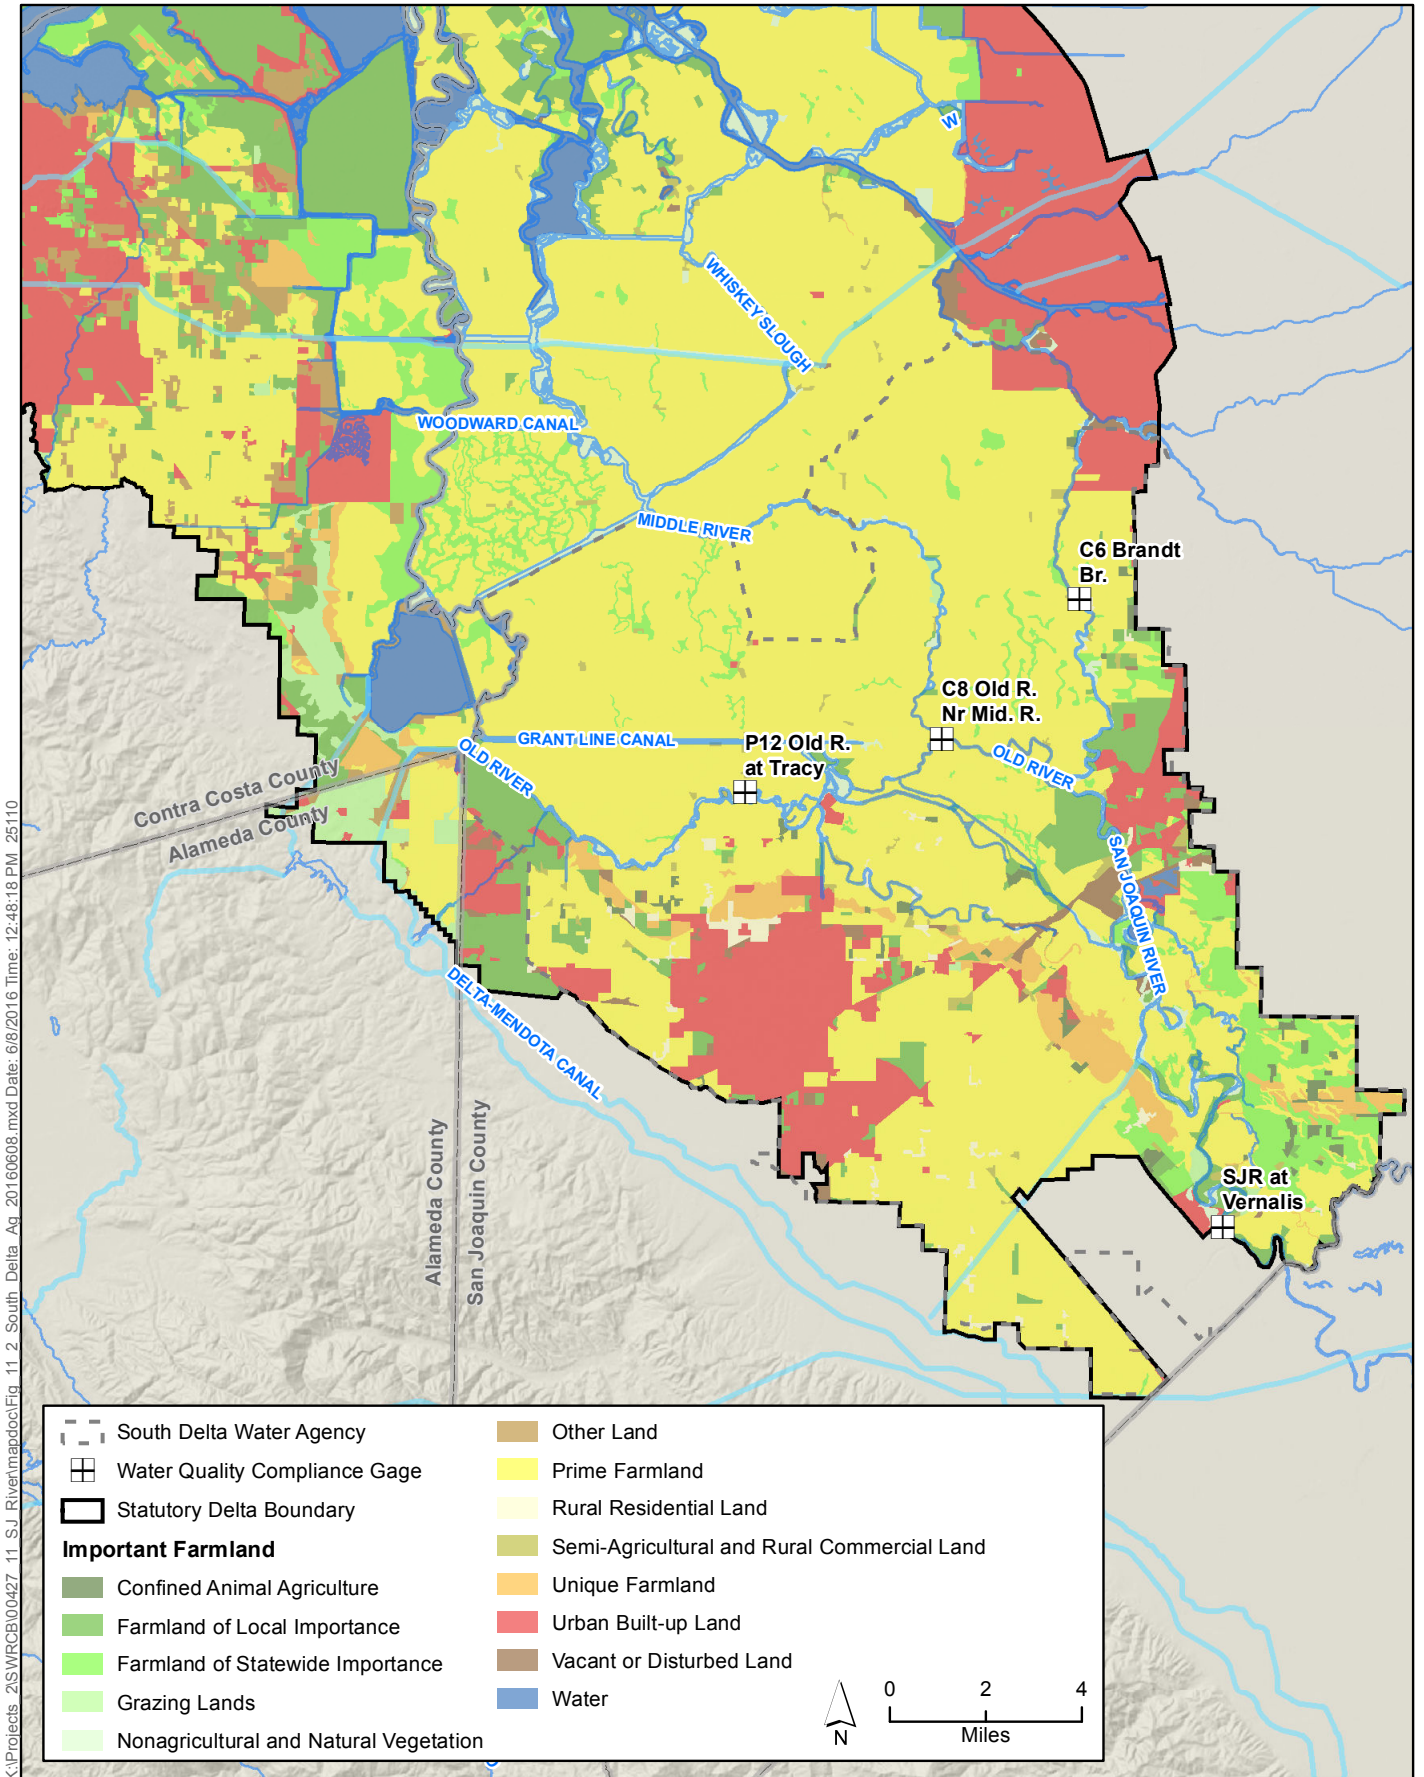 W
WHISKEY SLOUGH
WOODWARD CANAL
MIDDLE RIVER
C6 Brandt
Br.
C8 Old R.
Nr Mid. R.
GRANT LINE CANAL
P12 Old R.
at Tracy
OLD RIVER
OLD RIVER
Contra Costa County
Alameda County
SAN JOAQUIN RIVER
DELTA-MENDOTA CANAL
Alameda County
San Joaquin County
SJR at
Vernalis
South Delta Water Agency
Water Quality Compliance Gage
Statutory Delta Boundary
Important Farmland
Confined Animal Agriculture
Farmland of Local Importance
Farmland of Statewide Importance
Grazing Lands
Nonagricultural and Natural Vegetation
Other Land
Prime Farmland
Rural Residential Land
Semi-Agricultural and Rural Commercial Land
Unique Farmland
Urban Built-up Land
Vacant or Disturbed Land
Water
N
0 2 4
Miles
K:\Projects_2\SWRCB\00427_11_SJ_River\mapdoc\Fig_11_2_South_Delta_Ag_20160608.mxd Date: 6/8/2016 Time: 12:48:18 PM 25110